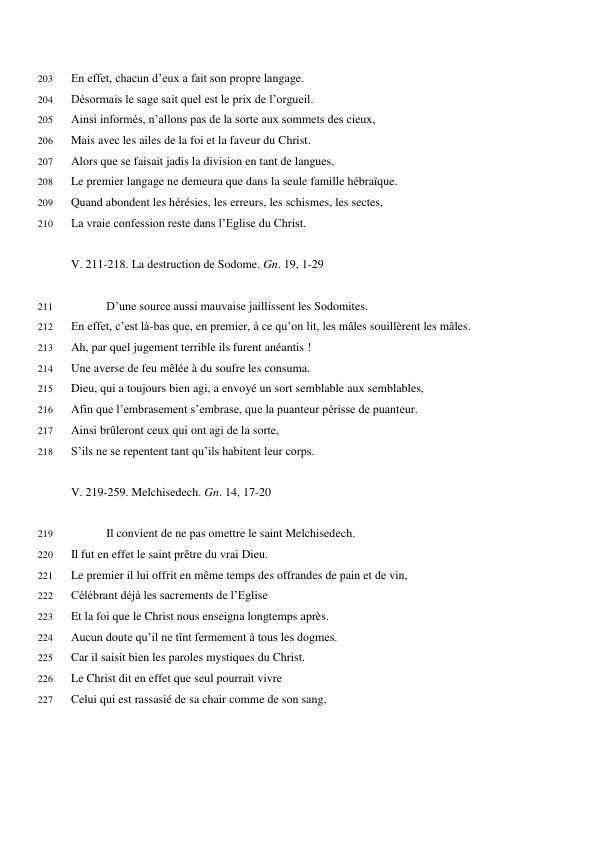 203 En effet, chacun d’eux a fait son propre langage.
204 Désormais le sage sait quel est le prix de l’orgueil.
205 Ainsi informés, n’allons pas de la sorte aux sommets des cieux,
206 Mais avec les ailes de la foi et la faveur du Christ.
207 Alors que se faisait jadis la division en tant de langues,
208 Le premier langage ne demeura que dans la seule famille hébraïque.
209 Quand abondent les hérésies, les erreurs, les schismes, les sectes,
210 La vraie confession reste dans l’Eglise du Christ.
V. 211-218. La destruction de Sodome. Gn. 19, 1-29
211 D’une source aussi mauvaise jaillissent les Sodomites.
212 En effet, c’est là-bas que, en premier, à ce qu’on lit, les mâles souillèrent les mâles.
213 Ah, par quel jugement terrible ils furent anéantis !
214 Une averse de feu mêlée à du soufre les consuma.
215 Dieu, qui a toujours bien agi, a envoyé un sort semblable aux semblables,
216 Afin que l’embrasement s’embrase, que la puanteur périsse de puanteur.
217 Ainsi brûleront ceux qui ont agi de la sorte,
218 S’ils ne se repentent tant qu’ils habitent leur corps.
V. 219-259. Melchisedech. Gn. 14, 17-20
219 Il convient de ne pas omettre le saint Melchisedech.
220 Il fut en effet le saint prêtre du vrai Dieu.
221 Le premier il lui offrit en même temps des offrandes de pain et de vin,
222 Célébrant déjà les sacrements de l’Eglise
223 Et la foi que le Christ nous enseigna longtemps après.
224 Aucun doute qu’il ne tînt fermement à tous les dogmes.
225 Car il saisit bien les paroles mystiques du Christ.
226 Le Christ dit en effet que seul pourrait vivre
227 Celui qui est rassasié de sa chair comme de son sang,